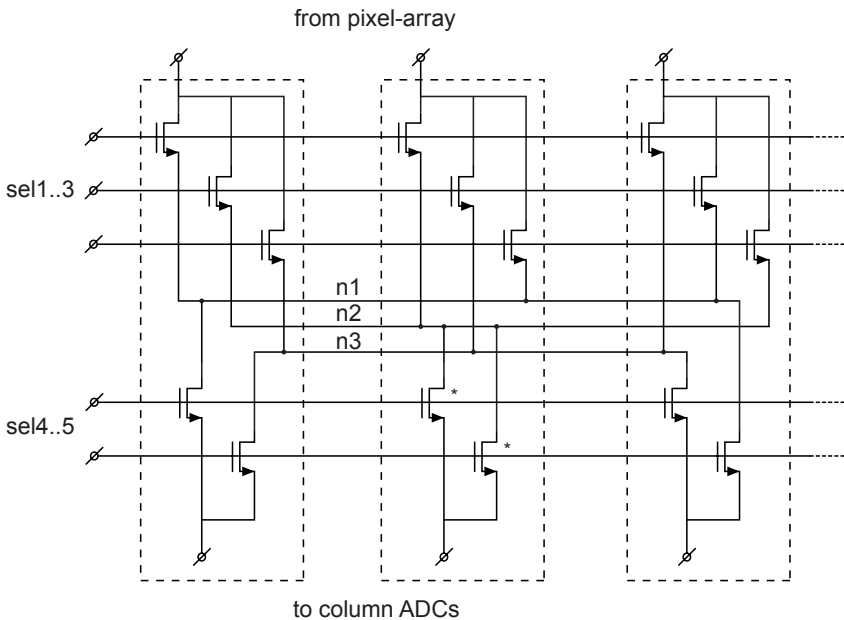 from pixel-array
sel1..3
n1
n2
n3
*
sel4..5
*
to column ADCs